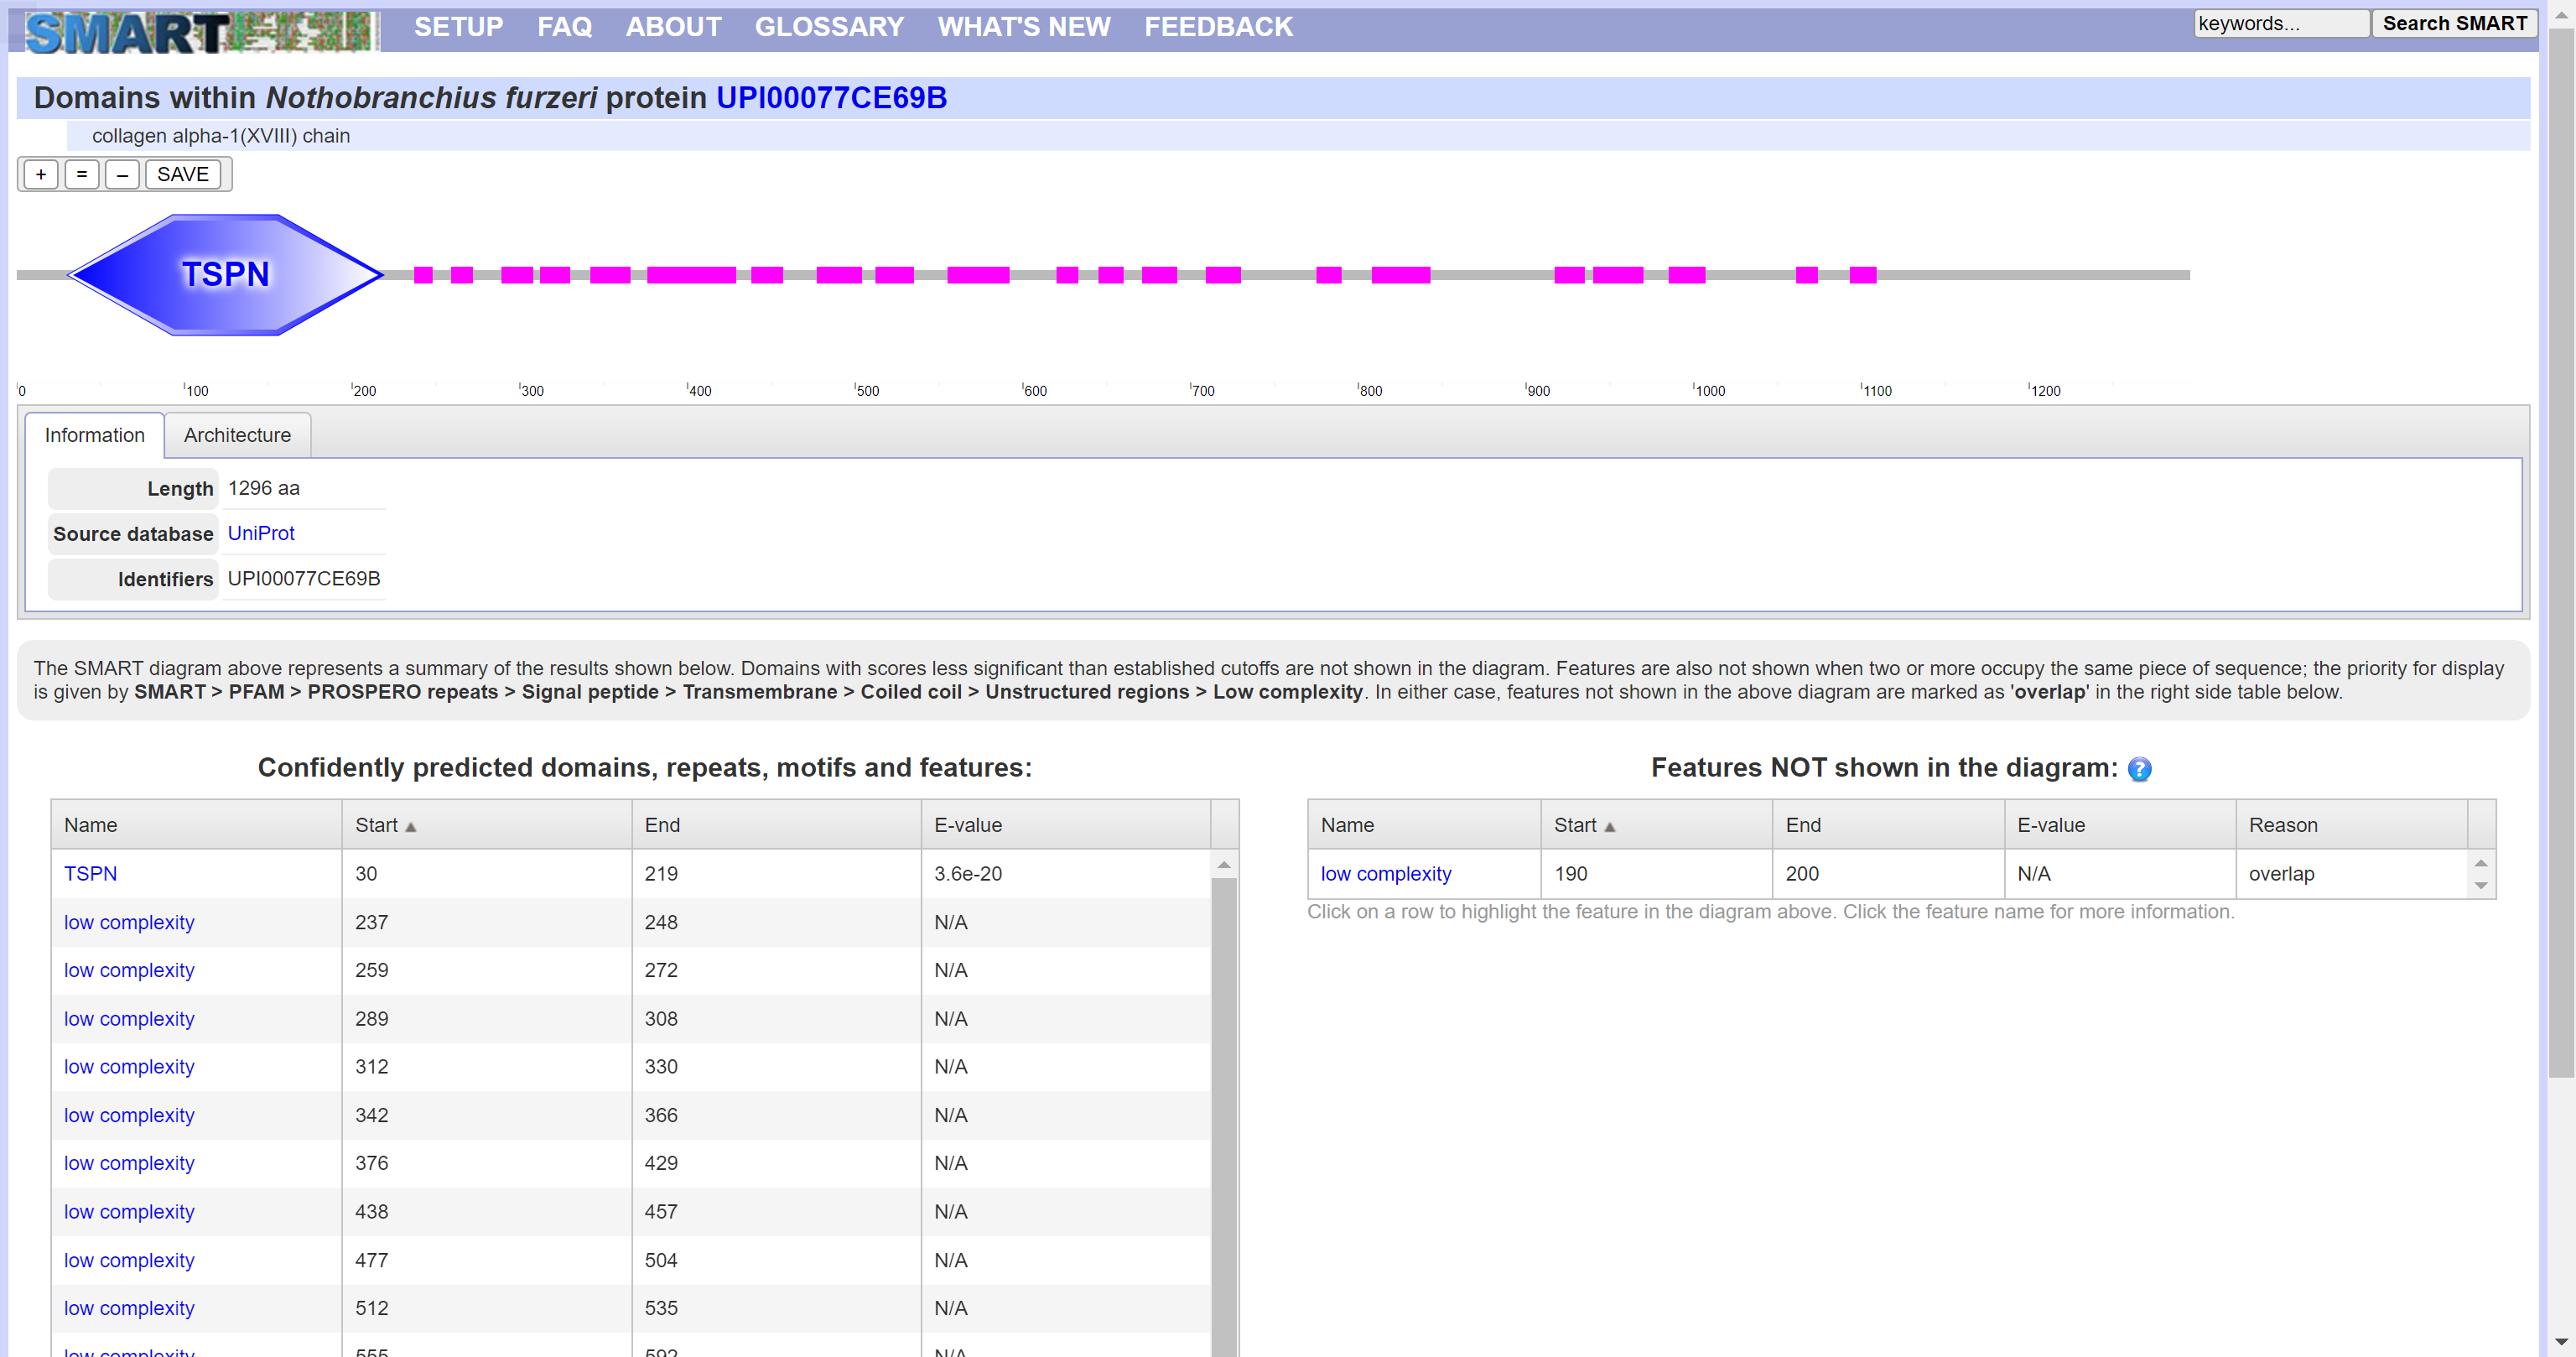 SMART SETUP FAQ ABOUT GLOSSARY WHAT'S NEW FEEDBACK keywords... Search SMART
Domains within Nothobranchius furzeri protein UPI00077CE69B
collagen alpha-1(XVIII) chain
+ = – SAVE
TSPN
0 100 200 300 400 500 600 700 800 900 1000 1100 1200
Information Architecture
Length 1296 aa
Source database UniProt
Identifiers UPI00077CE69B
The SMART diagram above represents a summary of the results shown below. Domains with scores less significant than established cutoffs are not shown in the diagram. Features are also not shown when two or more occupy the same piece of sequence; the priority for display
is given by SMART > PFAM > PROSPERO repeats > Signal peptide > Transmembrane > Coiled coil > Unstructured regions > Low complexity. In either case, features not shown in the above diagram are marked as 'overlap' in the right side table below.
Confidently predicted domains, repeats, motifs and features:
Name Start End E-value
TSPN 30 219 3.6e-20
low complexity 237 248 N/A
low complexity 259 272 N/A
low complexity 289 308 N/A
low complexity 312 330 N/A
low complexity 342 366 N/A
low complexity 376 429 N/A
low complexity 438 457 N/A
low complexity 477 504 N/A
low complexity 512 535 N/A
low complexity 555 592 N/A
Features NOT shown in the diagram: ?
Name Start End E-value Reason
low complexity 190 200 N/A overlap
Click on a row to highlight the feature in the diagram above. Click the feature name for more information.